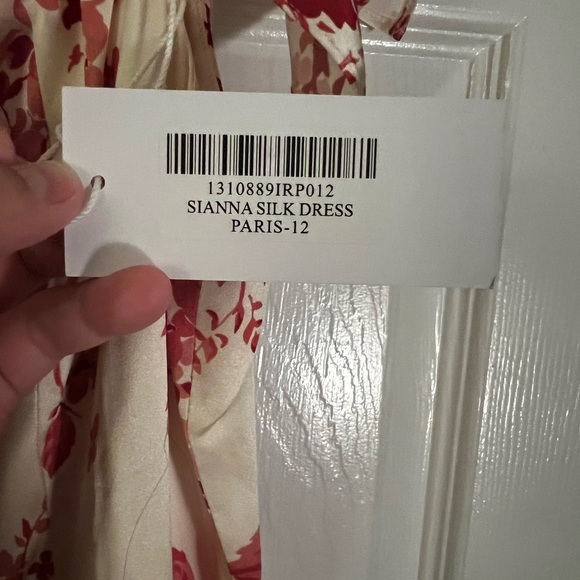 1310889IRP012
SIANNA SILK DRESS
PARIS-12